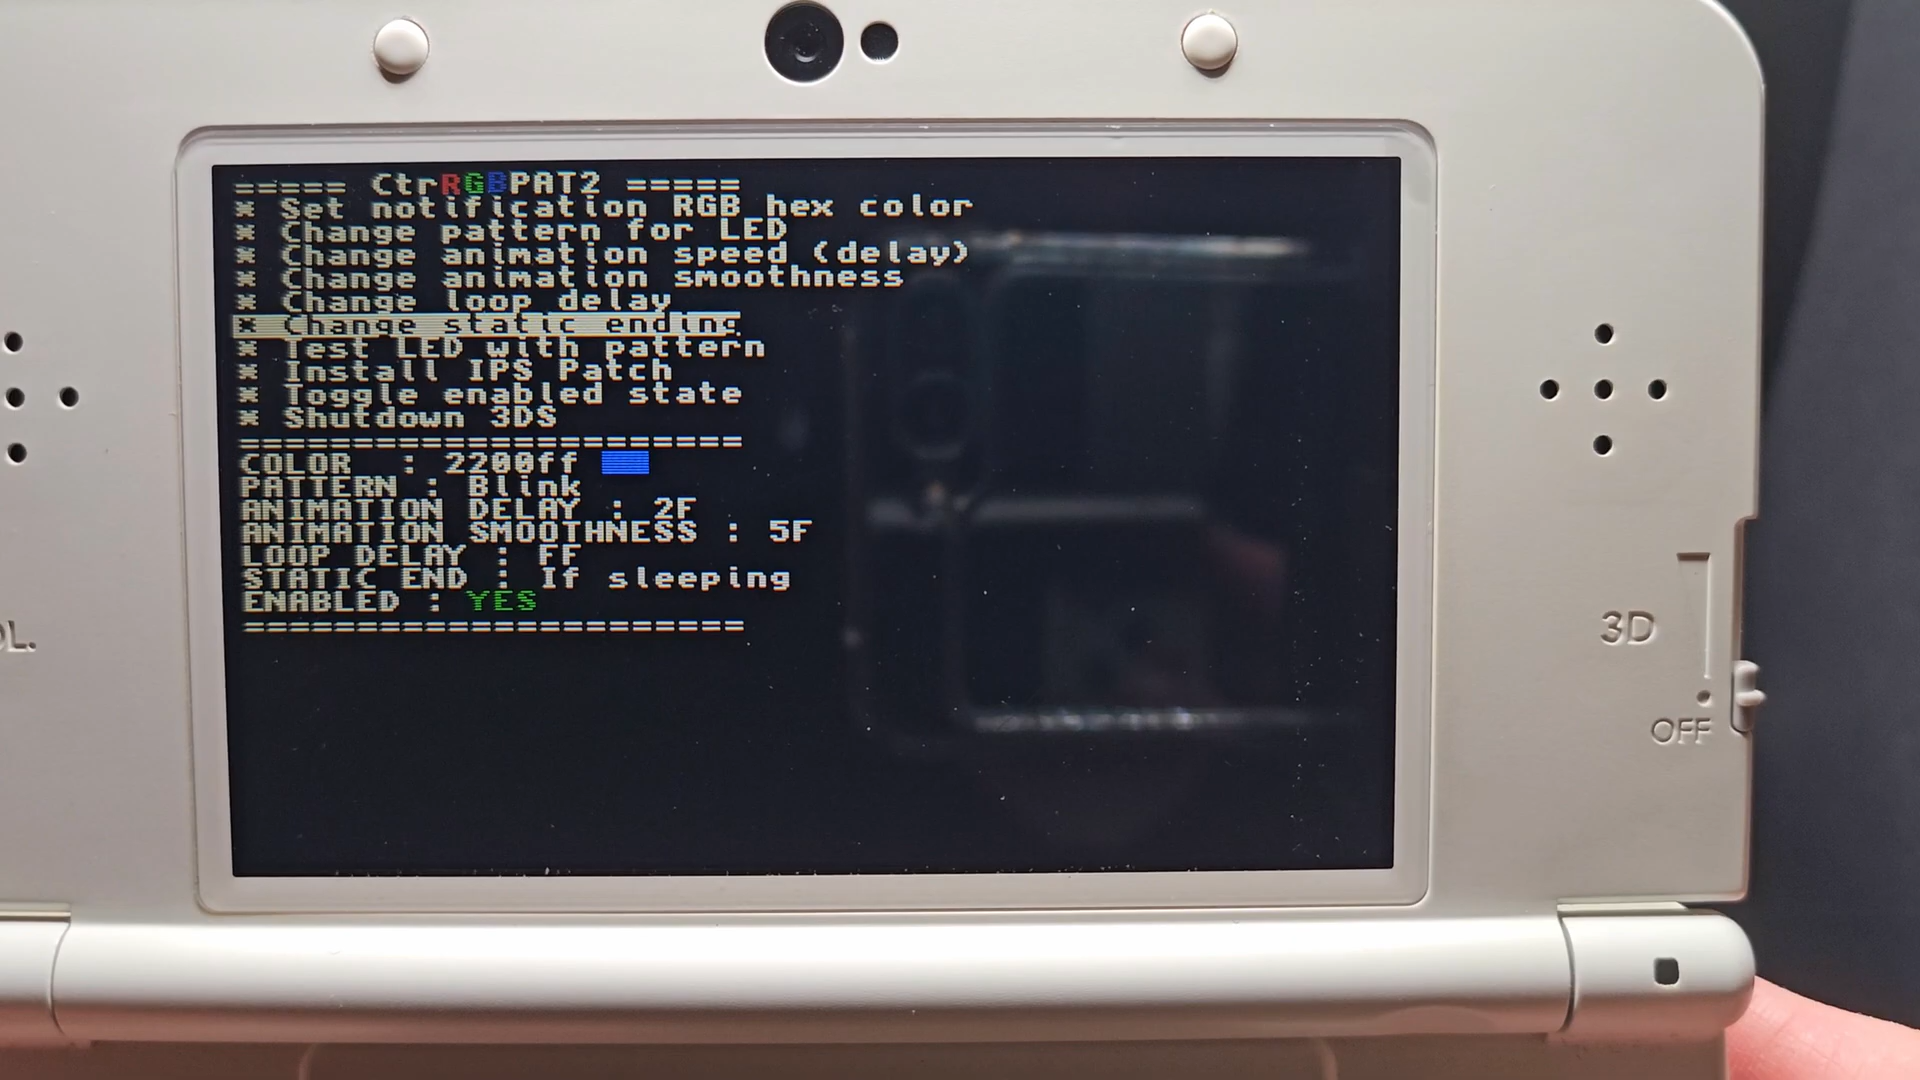 ===== CtrRGBPAT2 =====
* Set notification RGB hex color
* Change pattern for LED
* Change animation speed (delay)
* Change animation smoothness
* Change loop delay
* Change static ending
* Test LED with pattern
* Install IPS Patch
* Toggle enabled state
* Shutdown 3DS
======================
COLOR  : 2200ff
PATTERN : Blink
ANIMATION DELAY : 2F
ANIMATION SMOOTHNESS : 5F
LOOP DELAY : FF
STATIC END : If sleeping
ENABLED : YES
======================
3D
OFF